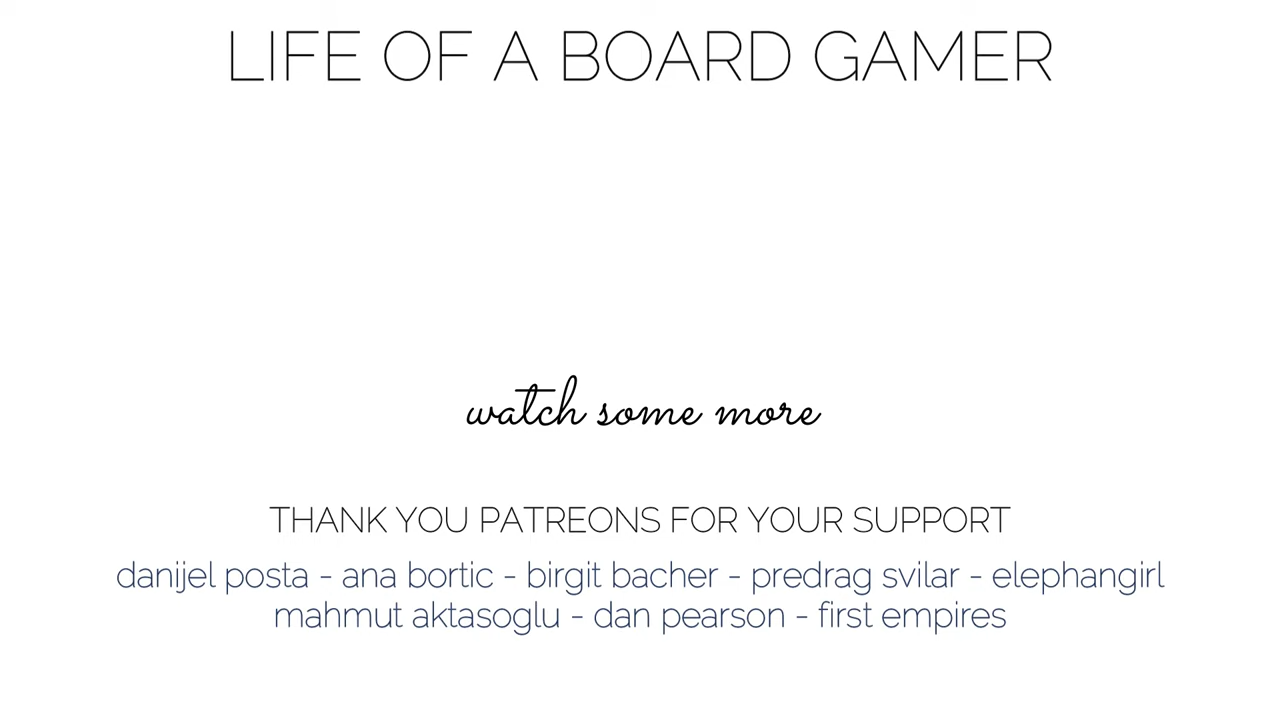 LIFE OF A BOARD GAMER
watch some more
THANK YOU PATREONS FOR YOUR SUPPORT
danijel posta - ana bortic - birgit bacher - predrag svilar - elephangirl
mahmut aktasoglu - dan pearson - first empires